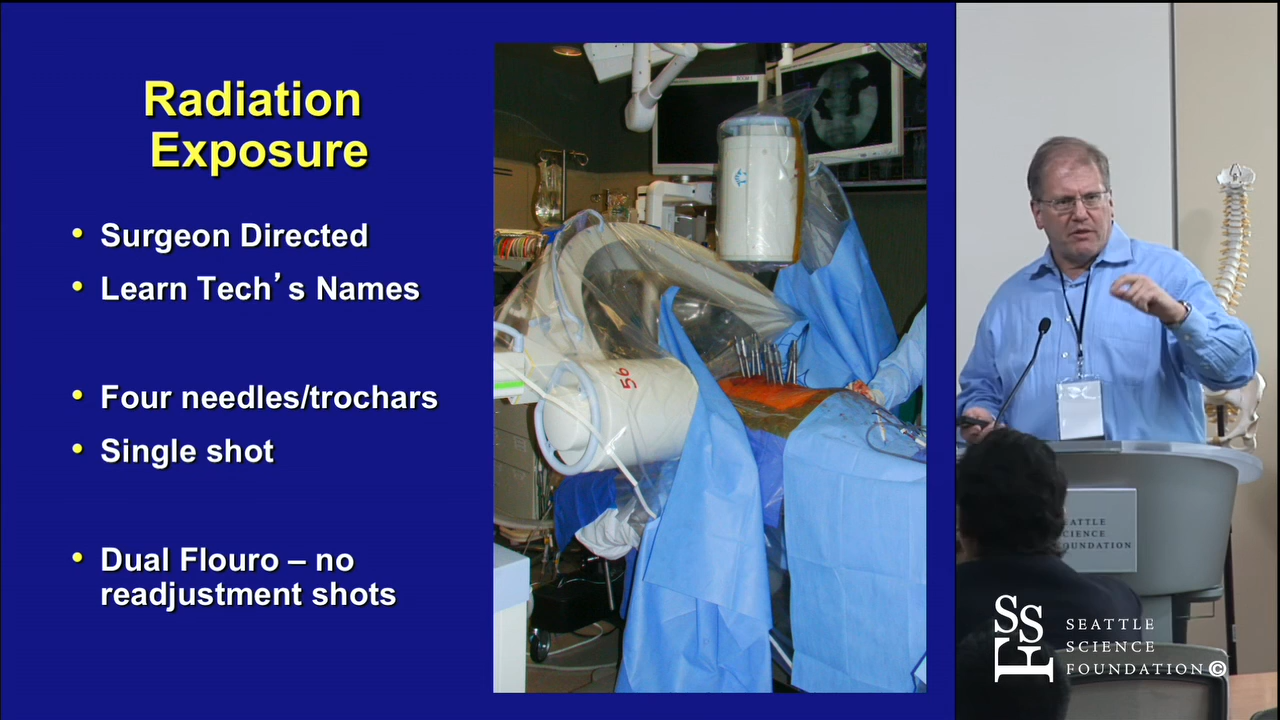 Radiation
Exposure
• Surgeon Directed
• Learn Tech’s Names
• Four needles/trochars
• Single shot
• Dual Flouro – no
readjustment shots
56
SEATTLE
SCIENCE
FOUNDATION
SSF
SEATTLE
SCIENCE
FOUNDATION©